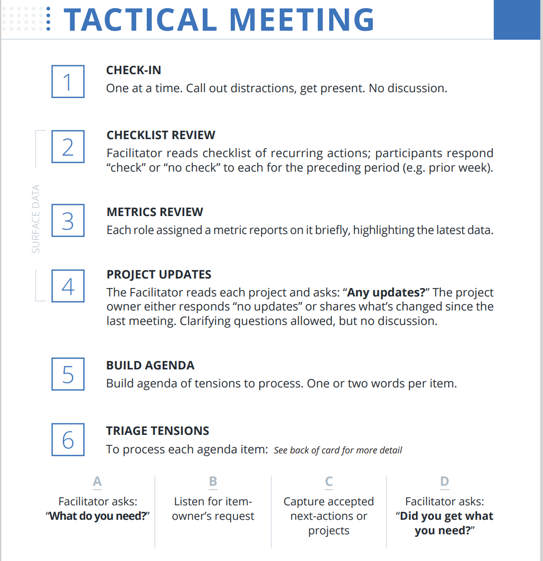 TACTICAL MEETING
1
CHECK-IN
One at a time. Call out distractions, get present. No discussion.
SURFACE DATA
2
CHECKLIST REVIEW
Facilitator reads checklist of recurring actions; participants respond
“check” or “no check” to each for the preceding period (e.g. prior week).
3
METRICS REVIEW
Each role assigned a metric reports on it briefly, highlighting the latest data.
4
PROJECT UPDATES
The Facilitator reads each project and asks: “Any updates?” The project
owner either responds “no updates” or shares what’s changed since the
last meeting. Clarifying questions allowed, but no discussion.
5
BUILD AGENDA
Build agenda of tensions to process. One or two words per item.
6
TRIAGE TENSIONS
To process each agenda item: See back of card for more detail
A
Facilitator asks:
“What do you need?”
B
Listen for item-
owner’s request
C
Capture accepted
next-actions or
projects
D
Facilitator asks:
“Did you get what
you need?”